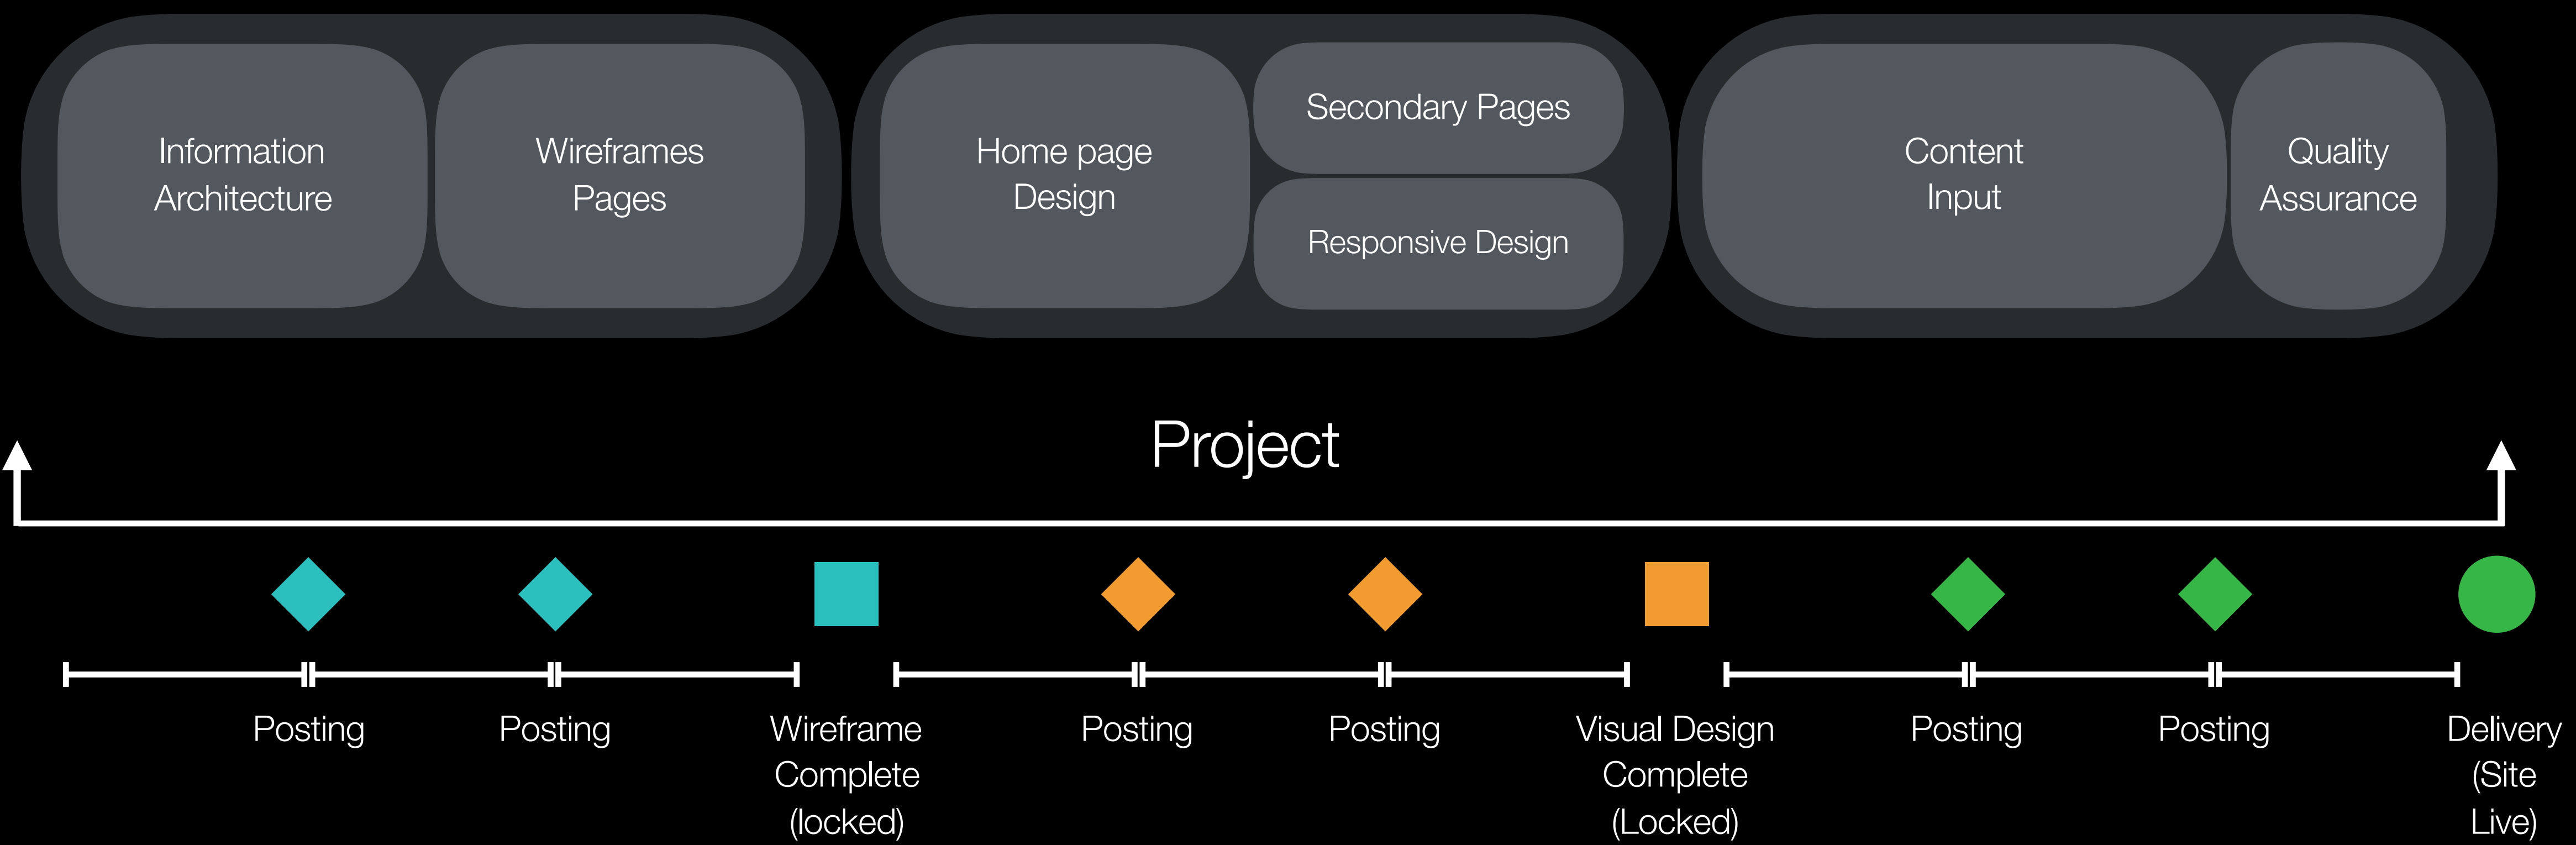 Information
Architecture
Wireframes
Pages
Home page
Design
Secondary Pages
Responsive Design
Content
Input
Quality
Assurance
Project
Posting
Posting
Wireframe
Complete
(locked)
Posting
Posting
Visual Design
Complete
(Locked)
Posting
Posting
Delivery
(Site
Live)